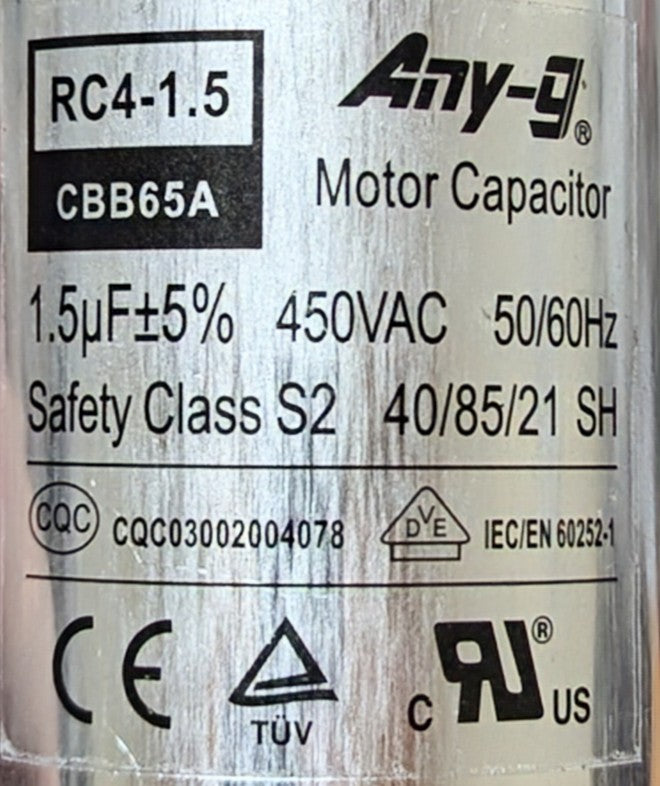 RC4-1.5
CBB65A
Any-g®
Motor Capacitor
1.5µF±5% 450VAC 50/60Hz
Safety Class S2 40/85/21 SH
CQC CQC03002004078 DVE IEC/EN 60252-1
CE TÜV C RU® US